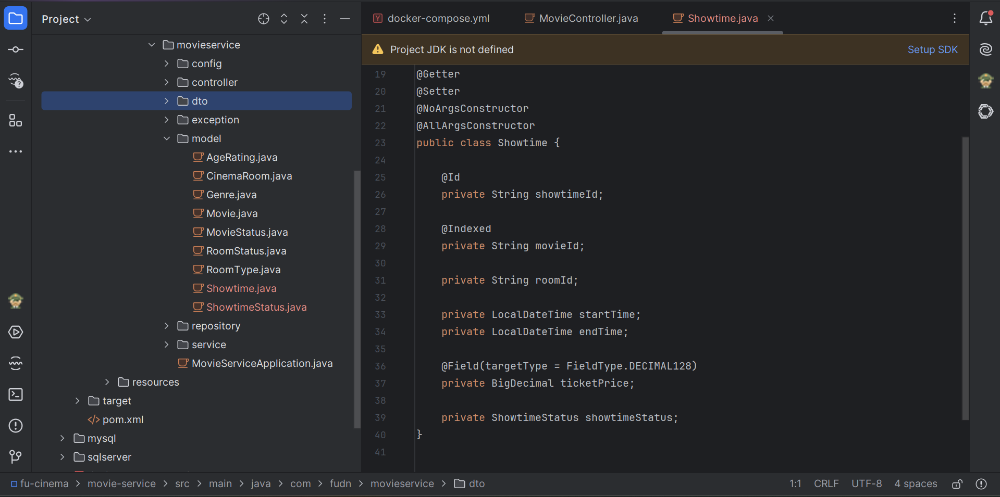 Project
docker-compose.yml
MovieController.java
Showtime.java
Project JDK is not defined
Setup SDK
movieservice
config
controller
dto
exception
model
AgeRating.java
CinemaRoom.java
Genre.java
Movie.java
MovieStatus.java
RoomStatus.java
RoomType.java
Showtime.java
ShowtimeStatus.java
repository
service
MovieServiceApplication.java
resources
target
pom.xml
mysql
sqlserver
19 @Getter
20 @Setter
21 @NoArgsConstructor
22 @AllArgsConstructor
23 public class Showtime {
24
25 @Id
26 private String showtimeId;
27
28 @Indexed
29 private String movieId;
30
31 private String roomId;
32
33 private LocalDateTime startTime;
34 private LocalDateTime endTime;
35
36 @Field(targetType = FieldType.DECIMAL128)
37 private BigDecimal ticketPrice;
38
39 private ShowtimeStatus showtimeStatus;
40 }
41
fu-cinema > movie-service > src > main > java > com > fudn > movieservice > dto
1:1 CRLF UTF-8 4 spaces